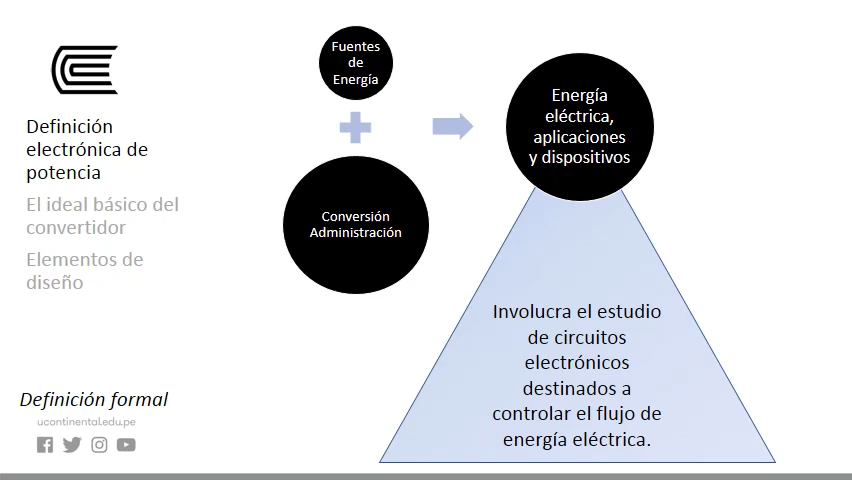 Definición
electrónica de
potencia
El ideal básico del
convertidor
Elementos de
diseño
Definición formal
ucontinental.edu.pe
Fuentes
de
Energía
Conversión
Administración
Energía
eléctrica,
aplicaciones
y dispositivos
Involucra el estudio
de circuitos
electrónicos
destinados a
controlar el flujo de
energía eléctrica.